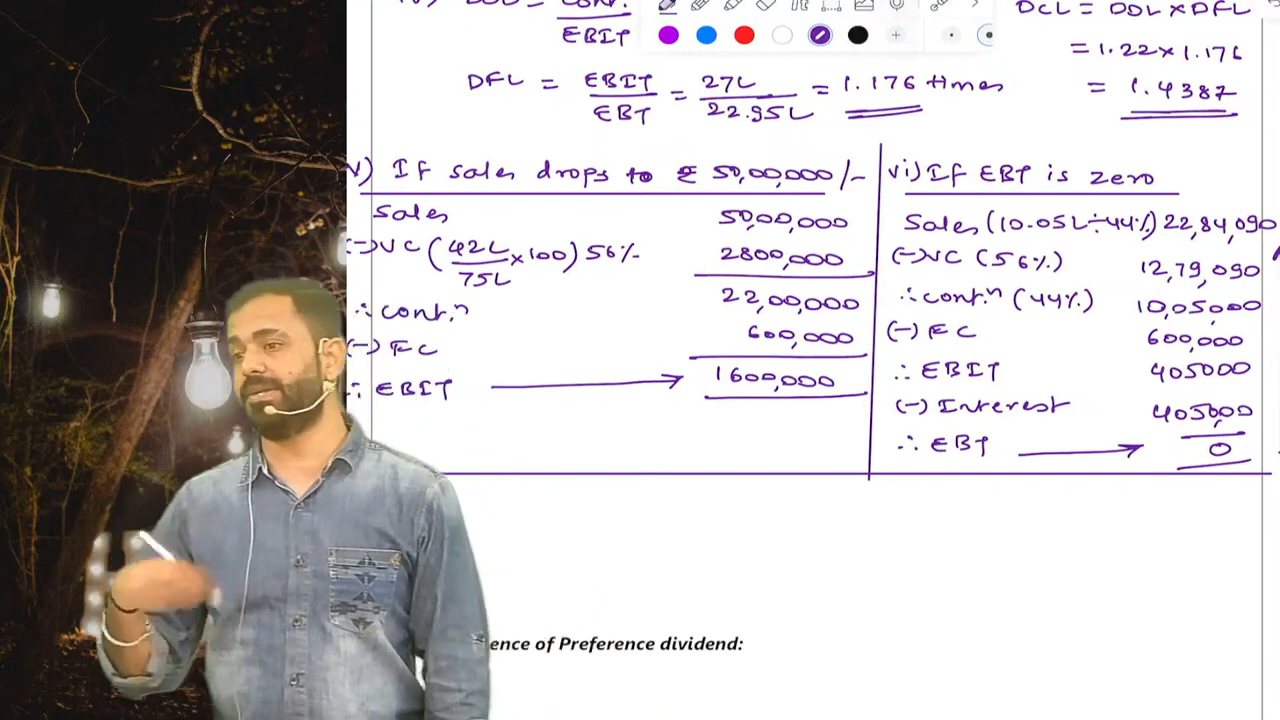 EBIT
DFL = EBIT / EBT = 27L / 22.95L = 1.176 times
DCL = DOL x DFL
= 1.22 x 1.176
= 1.4387
v) If sales drops to ₹ 50,00,000/-
sales 50,00,000
(-) VC (42L / 75L x 100) 56% 2800,000
∴ cont.n 22,00,000
(-) FC 600,000
∴ EBIT → 1600,000
vi) If EBT is zero
Sales (10.05L ÷ 44%) 22,84,090
(-) VC (56%) 12,79,090
∴ cont.n (44%) 10,05,000
(-) FC 600,000
∴ EBIT 405000
(-) Interest 405,000
∴ EBT → 0
ence of Preference dividend: